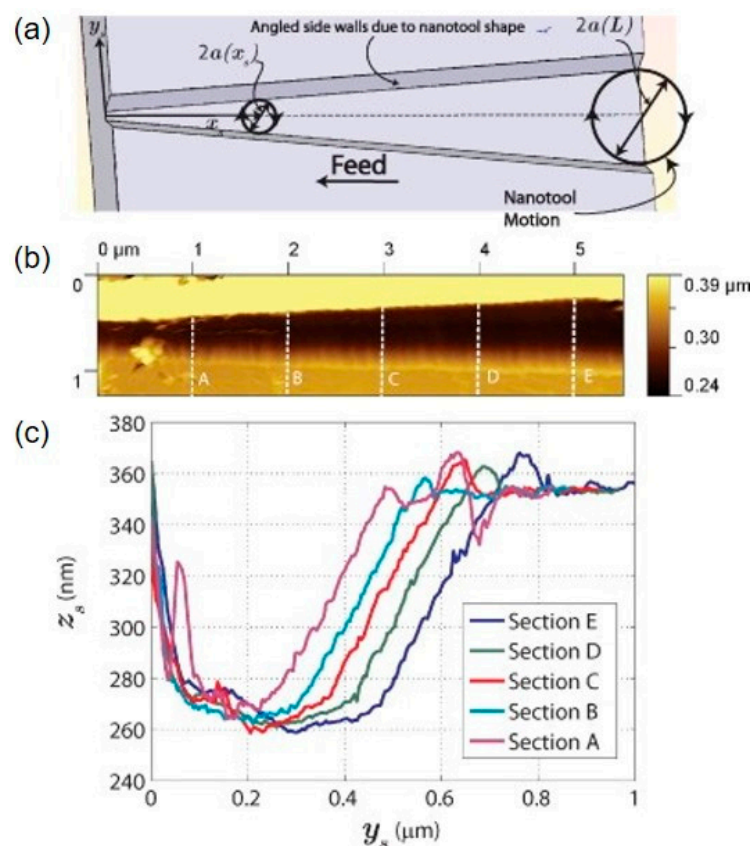 (a)
yₛ
Angled side walls due to nanotool shape
2a(L)
2a(xₛ)
x
Feed
Nanotool
Motion
(b)
0 μm 1 2 3 4 5
0
1
A B C D E
0.39 μm
0.30
0.24
(c)
380
360
340
320
300
280
260
240
zₛ (nm)
Section E
Section D
Section C
Section B
Section A
0 0.2 0.4 0.6 0.8 1
yₛ (μm)